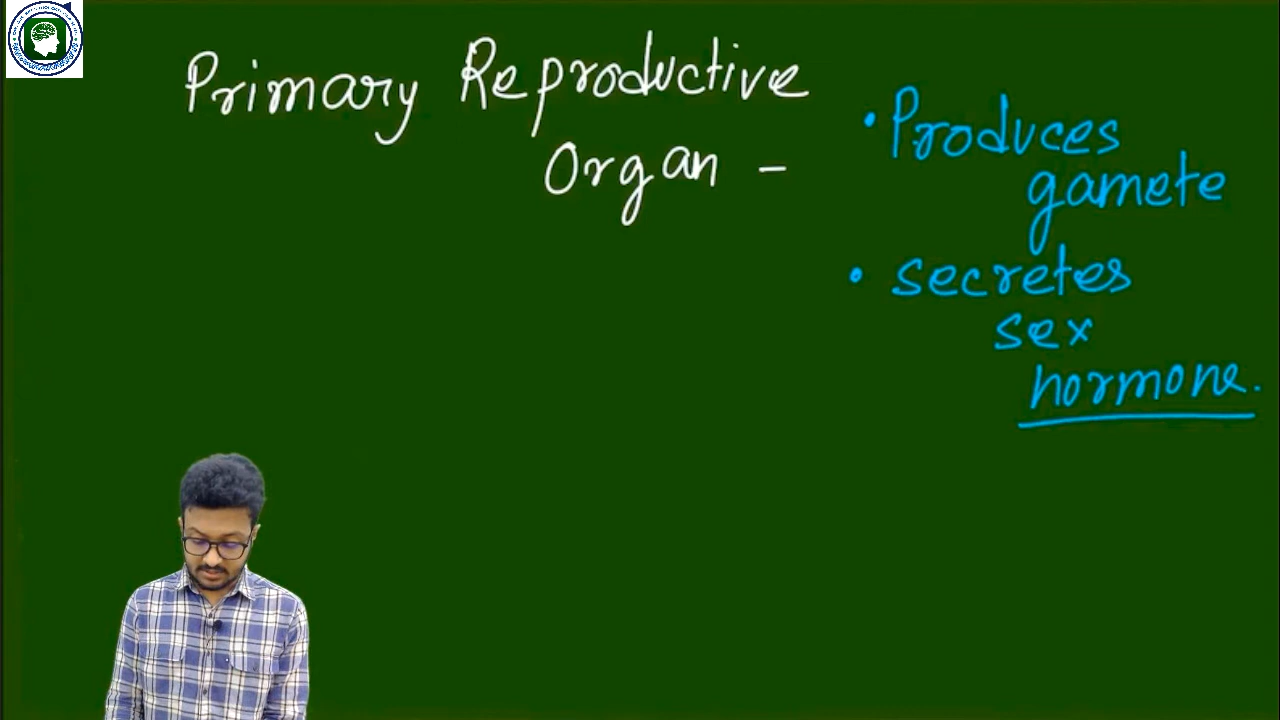 Primary Reproductive
Organ -
• Produces
gamete
• secretes
sex
hormone.